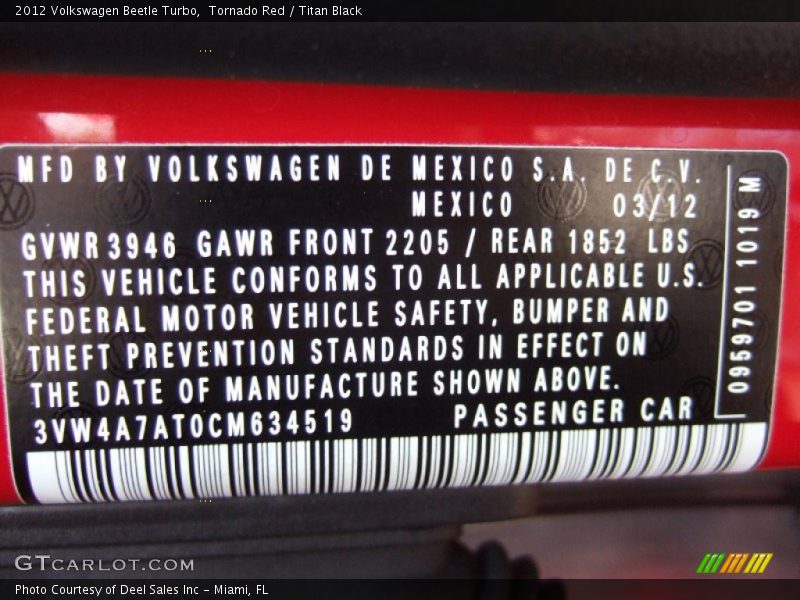 2012 Volkswagen Beetle Turbo,  Tornado Red / Titan Black
MFD BY VOLKSWAGEN DE MEXICO S.A. DE C.V.
MEXICO 03/12
GVWR 3946 GAWR FRONT 2205 / REAR 1852 LBS
THIS VEHICLE CONFORMS TO ALL APPLICABLE U.S.
FEDERAL MOTOR VEHICLE SAFETY, BUMPER AND
THEFT PREVENTION STANDARDS IN EFFECT ON
THE DATE OF MANUFACTURE SHOWN ABOVE.
3VW4A7AT0CM634519 PASSENGER CAR
0959701 1019 M
GTCARLOT.COM
Photo Courtesy of Deel Sales Inc - Miami, FL